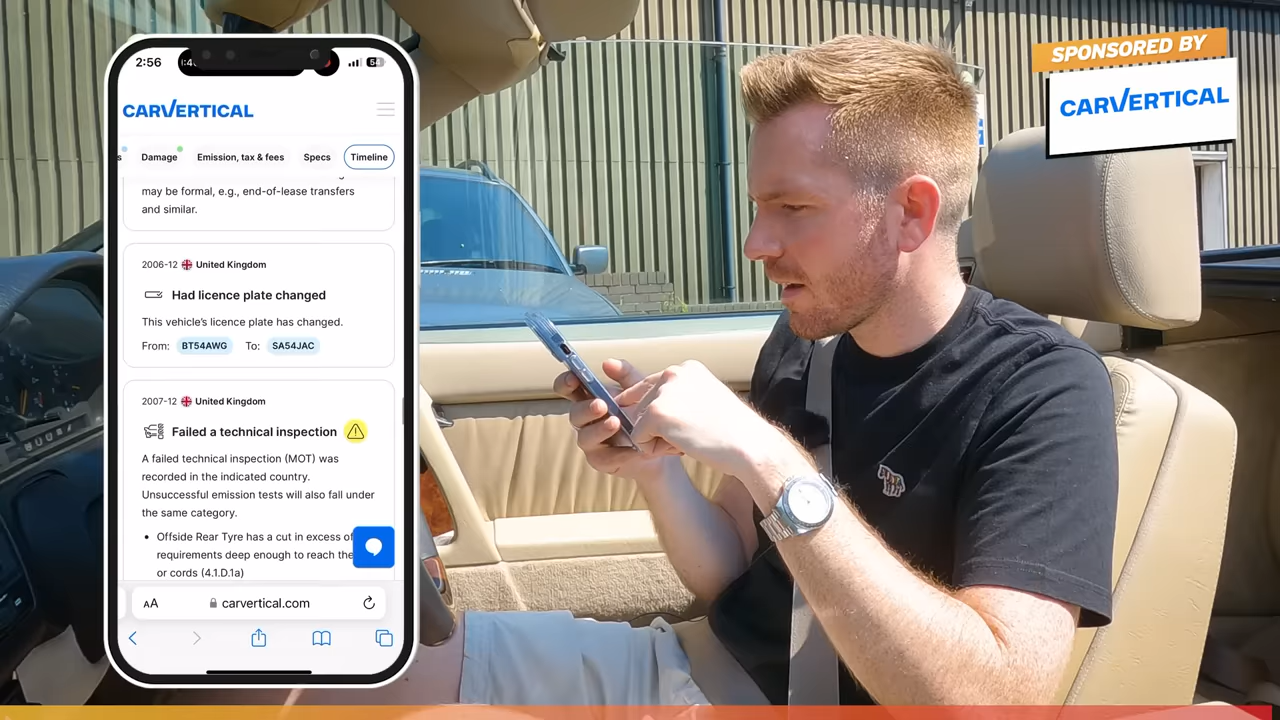 2:56
54
CARVERTICAL
s
Damage
Emission, tax & fees
Specs
Timeline
may be formal, e.g., end-of-lease transfers
and similar.
2006-12 United Kingdom
Had licence plate changed
This vehicle's licence plate has changed.
From: BT54AWG To: SA54JAC
2007-12 United Kingdom
Failed a technical inspection
A failed technical inspection (MOT) was
recorded in the indicated country.
Unsuccessful emission tests will also fall under
the same category.
• Offside Rear Tyre has a cut in excess of
requirements deep enough to reach the
or cords (4.1.D.1a)
AA
carvertical.com
SPONSORED BY
CARVERTICAL